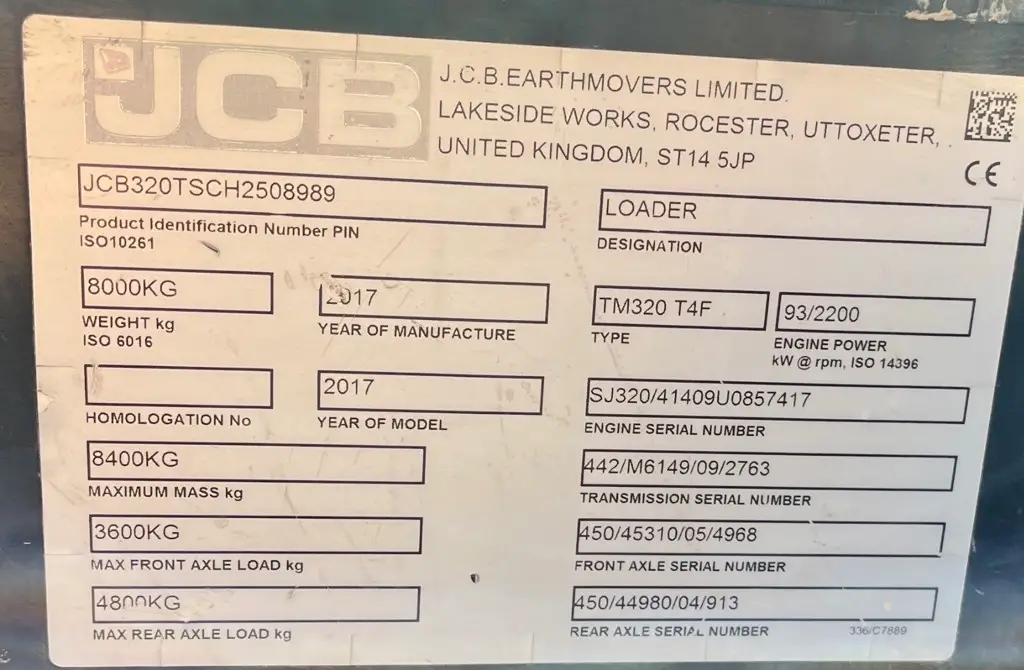 JCB
J.C.B.EARTHMOVERS LIMITED.
LAKESIDE WORKS, ROCESTER, UTTOXETER, .
UNITED KINGDOM, ST14 5JP
CE
JCB320TSCH2508989
Product Identification Number PIN
ISO10261
LOADER
DESIGNATION
8000KG
WEIGHT kg
ISO 6016
2017
YEAR OF MANUFACTURE
TM320 T4F
TYPE
93/2200
ENGINE POWER
kW @ rpm, ISO 14396
HOMOLOGATION No
2017
YEAR OF MODEL
SJ320/41409U0857417
ENGINE SERIAL NUMBER
8400KG
MAXIMUM MASS kg
442/M6149/09/2763
TRANSMISSION SERIAL NUMBER
3600KG
MAX FRONT AXLE LOAD kg
450/45310/05/4968
FRONT AXLE SERIAL NUMBER
4800KG
MAX REAR AXLE LOAD kg
450/44980/04/913
REAR AXLE SERIAL NUMBER
336/C7889